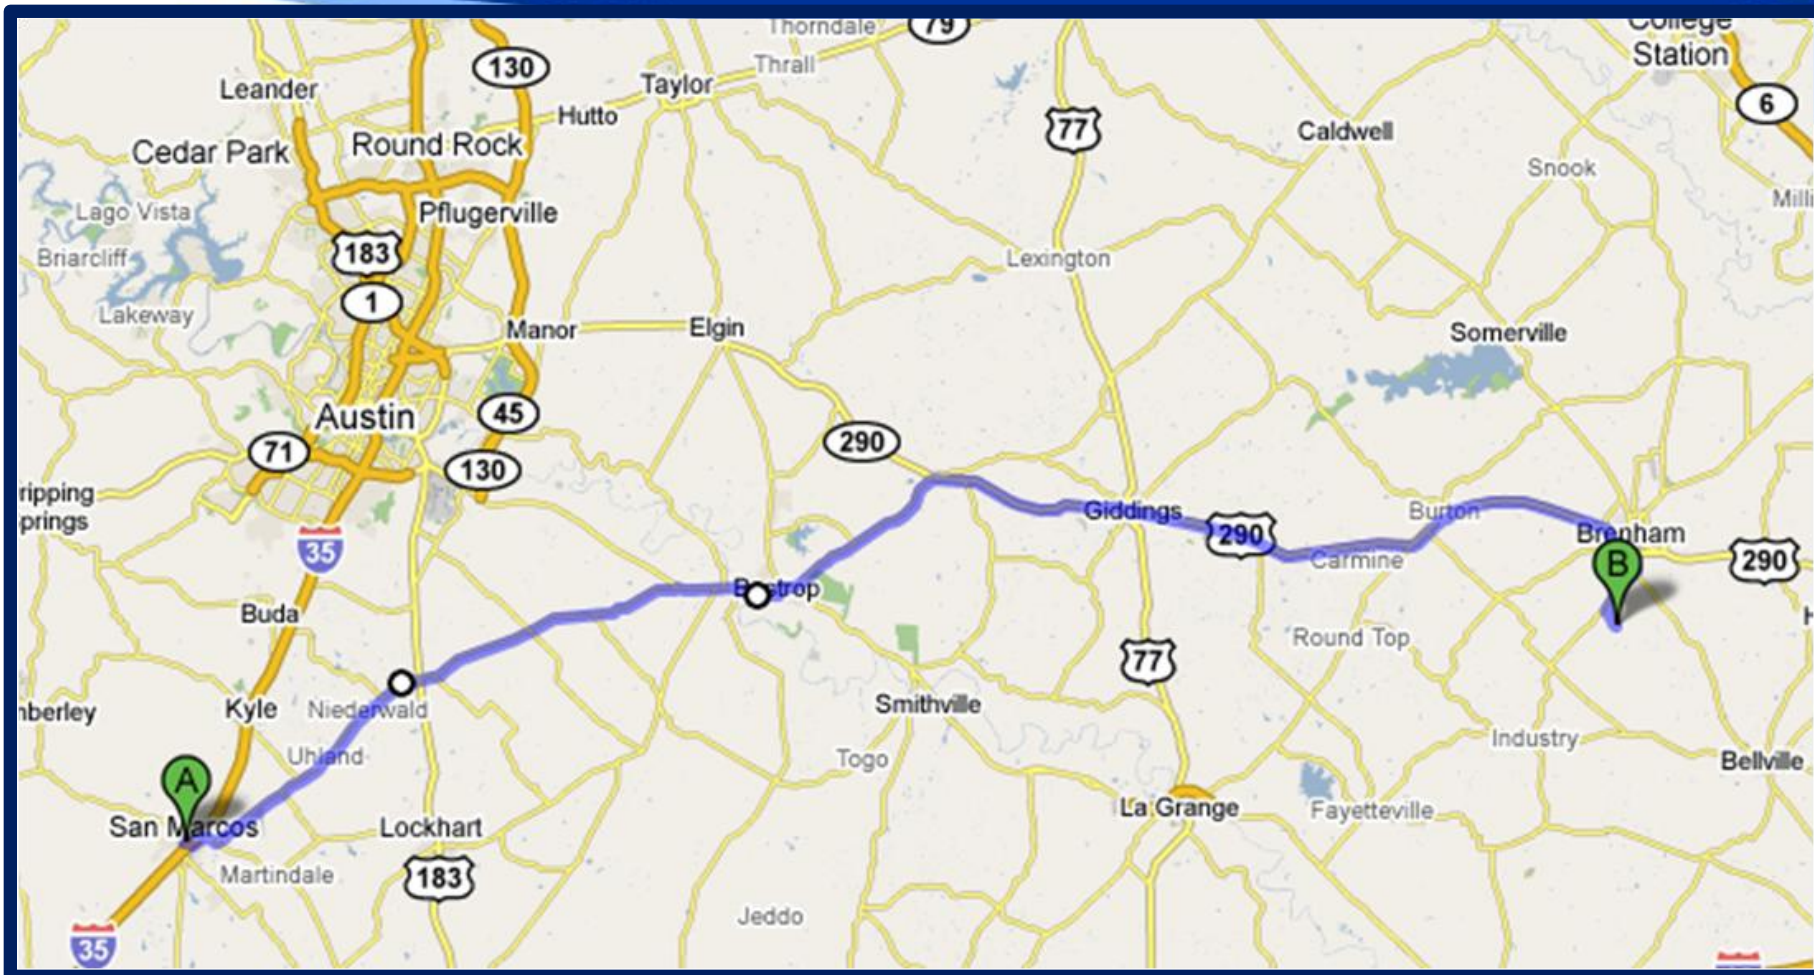 College
Station
Thorndale
79
Thrall
130
Taylor
Leander
Hutto
6
77
Caldwell
Round Rock
Cedar Park
Snook
Milli
Lago Vista
Pflugerville
183
Briarcliff
Lexington
1
Lakeway
Manor
Elgin
Somerville
Austin
45
290
71
130
ripping
prings
Giddings
Burton
290
Brenham
35
Carmine
290
B
Bastrop
Buda
H
Round Top
77
Kyle
Niederwald
mberley
Smithville
Industry
Uhland
Togo
Bellville
A
La Grange
Fayetteville
San Marcos
Lockhart
Martindale
183
Jeddo
35